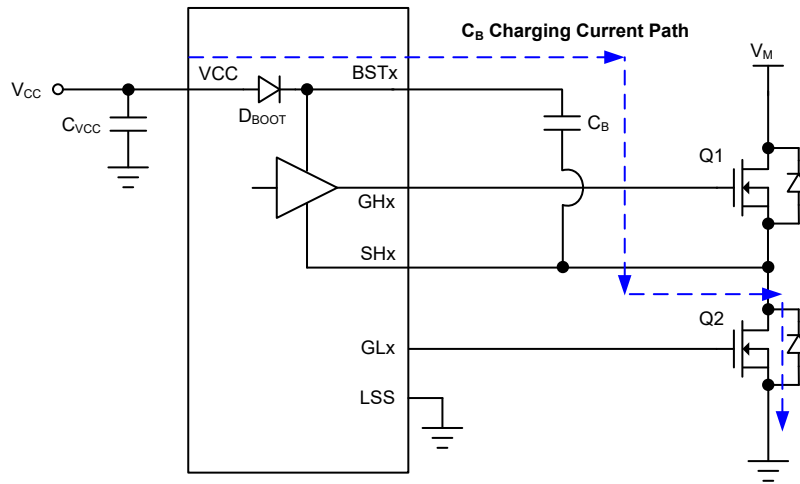 C_B Charging Current Path
V_M
VCC
BSTx
V_CC
D_BOOT
C_VCC
C_B
Q1
GHx
SHx
Q2
GLx
LSS